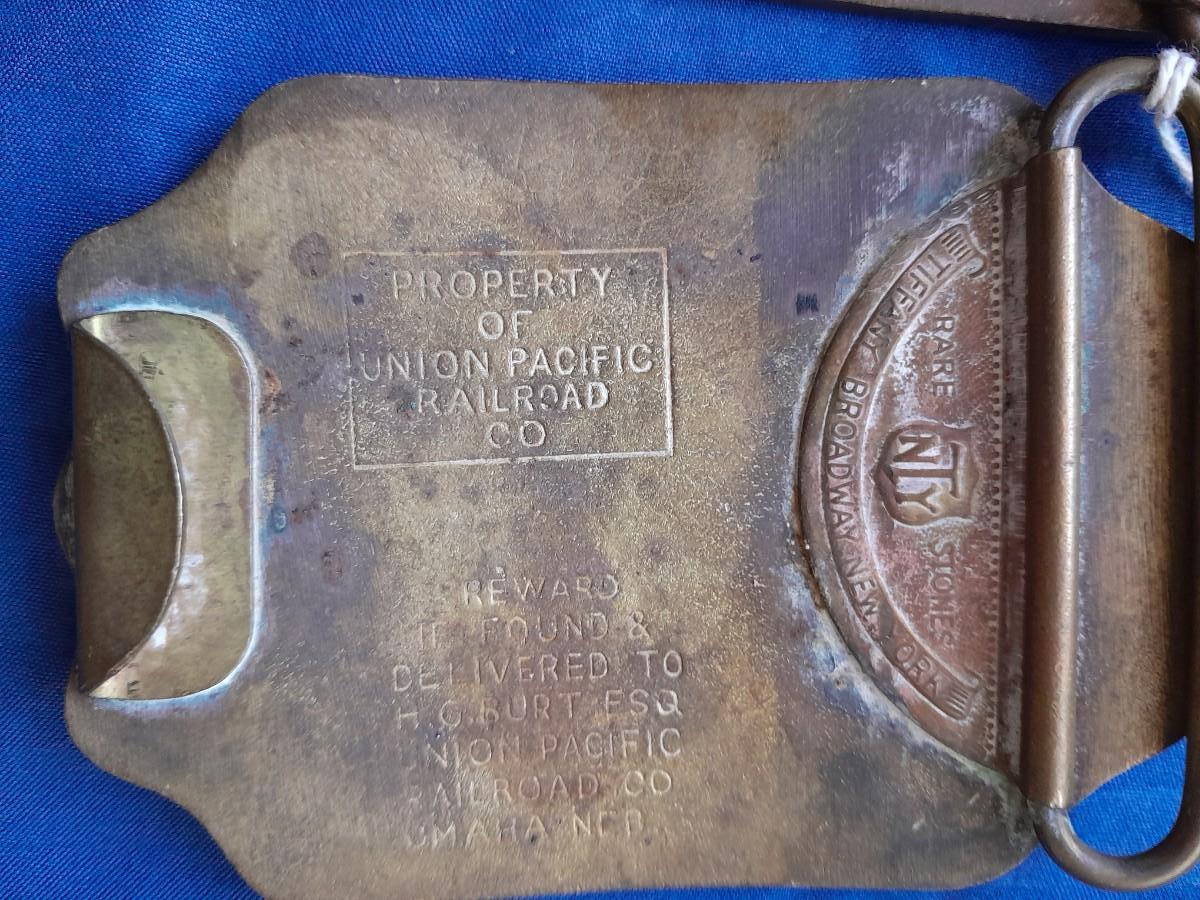 PROPERTY
OF
UNION PACIFIC
RAILROAD
CO
REWARD
IF FOUND &
DELIVERED TO
H.G. BURT ESQ
UNION PACIFIC
RAILROAD CO
OMAHA NEB.
TIFFANY BROADWAY NEW YORK
RARE STONES
NTY